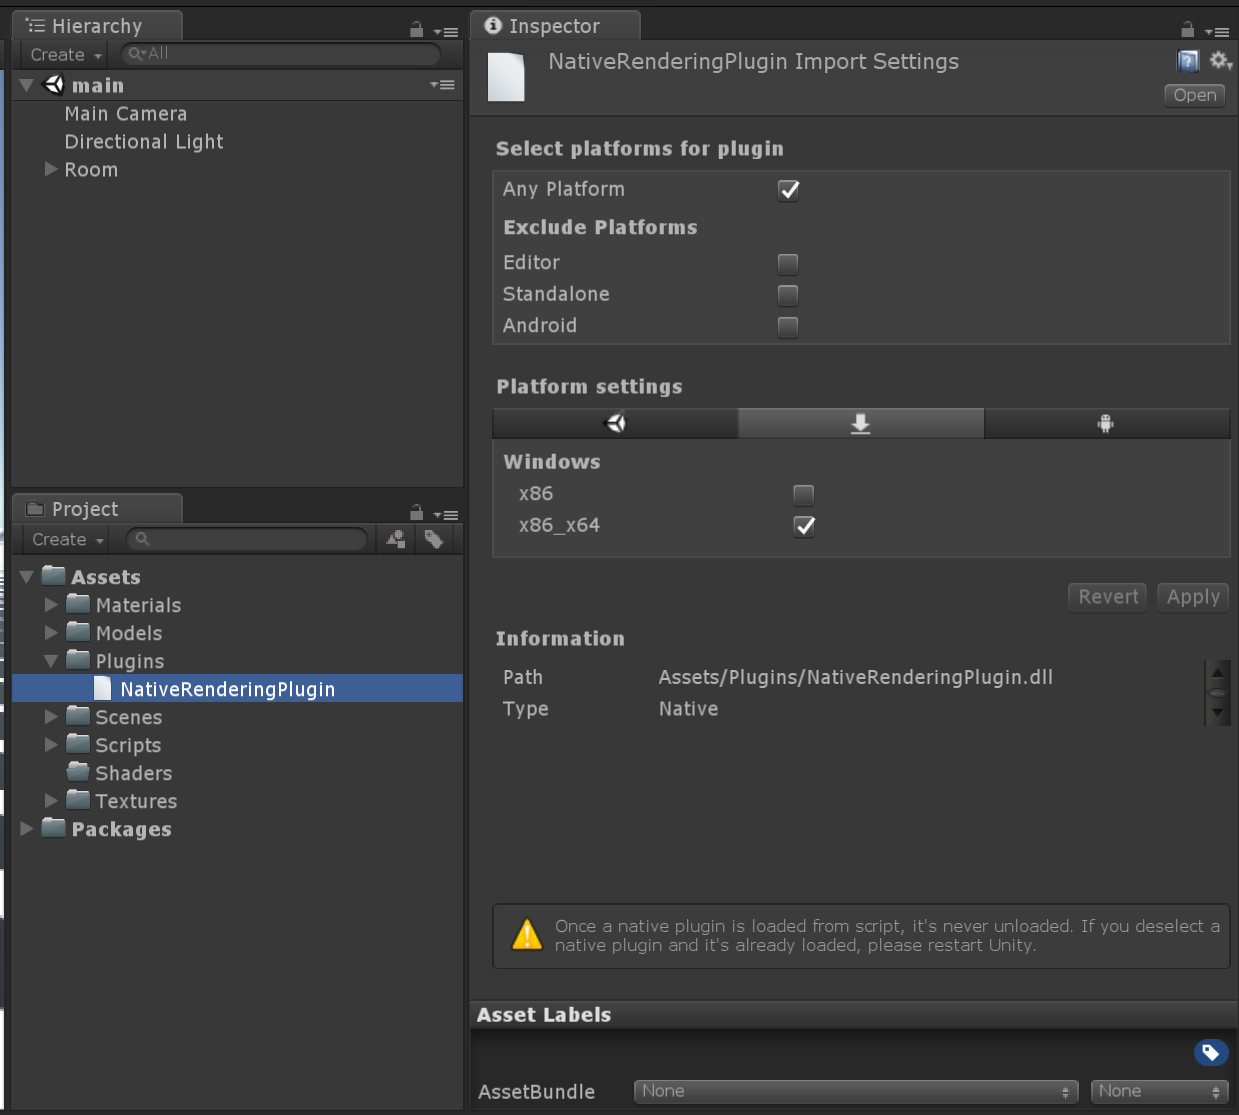 Hierarchy
Create
All
main
Main Camera
Directional Light
Room
Project
Create
Assets
Materials
Models
Plugins
NativeRenderingPlugin
Scenes
Scripts
Shaders
Textures
Packages
Inspector
NativeRenderingPlugin Import Settings
Open
Select platforms for plugin
Any Platform
Exclude Platforms
Editor
Standalone
Android
Platform settings
Windows
x86
x86_x64
Revert Apply
Information
Path Assets/Plugins/NativeRenderingPlugin.dll
Type Native
Once a native plugin is loaded from script, it's never unloaded. If you deselect a
native plugin and it's already loaded, please restart Unity.
Asset Labels
AssetBundle None None